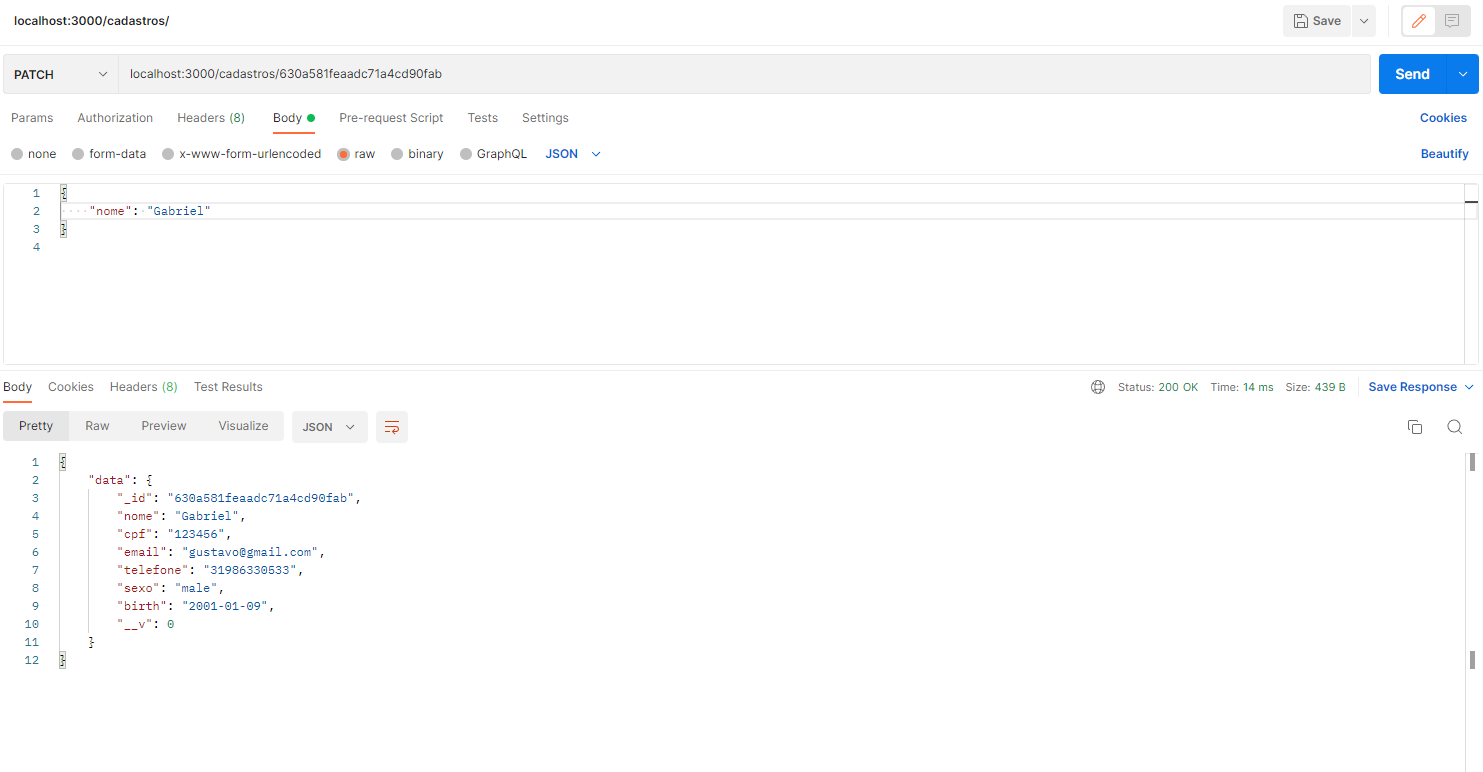 localhost:3000/cadastros/ Save
PATCH localhost:3000/cadastros/630a581feaadc71a4cd90fab Send
Params Authorization Headers (8) Body Pre-request Script Tests Settings Cookies
none form-data x-www-form-urlencoded raw binary GraphQL JSON Beautify
1 {
2 "nome": "Gabriel"
3 }
4
Body Cookies Headers (8) Test Results Status: 200 OK Time: 14 ms Size: 439 B Save Response
Pretty Raw Preview Visualize JSON
1 {
2 "data": {
3 "_id": "630a581feaadc71a4cd90fab",
4 "nome": "Gabriel",
5 "cpf": "123456",
6 "email": "gustavo@gmail.com",
7 "telefone": "31986330533",
8 "sexo": "male",
9 "birth": "2001-01-09",
10 "__v": 0
11 }
12 }